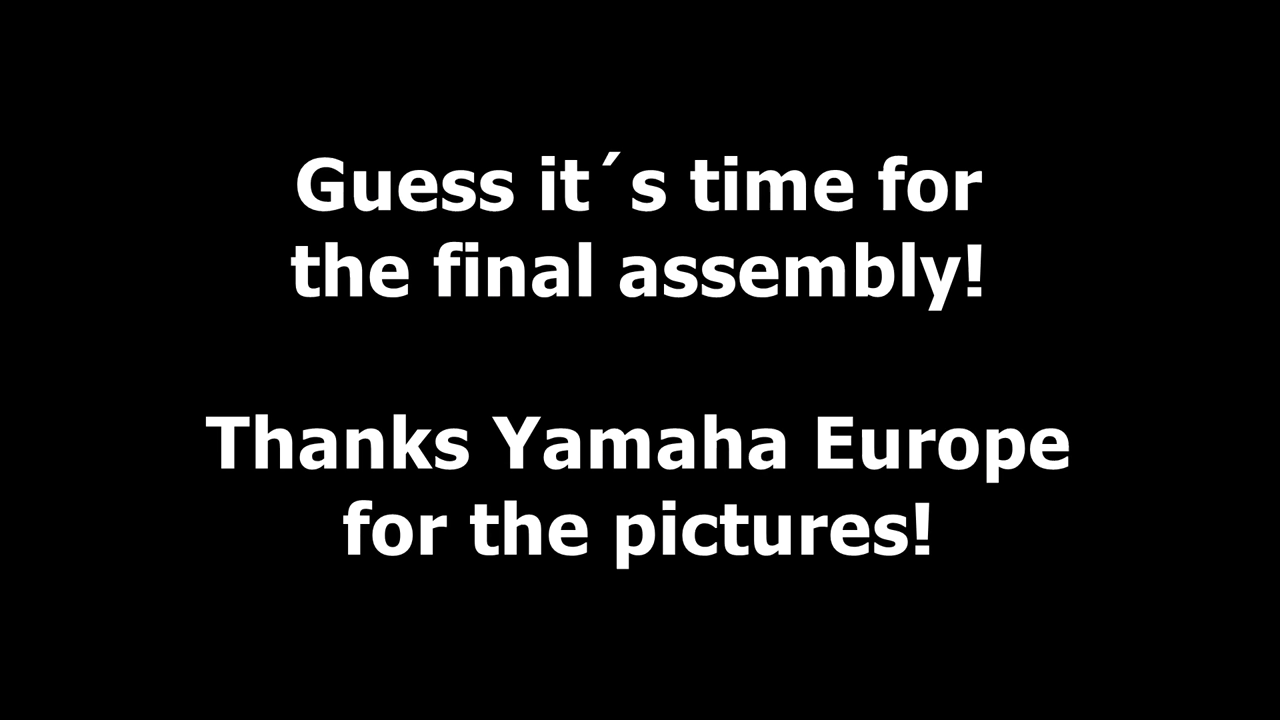 Guess it´s time for
the final assembly!
Thanks Yamaha Europe
for the pictures!